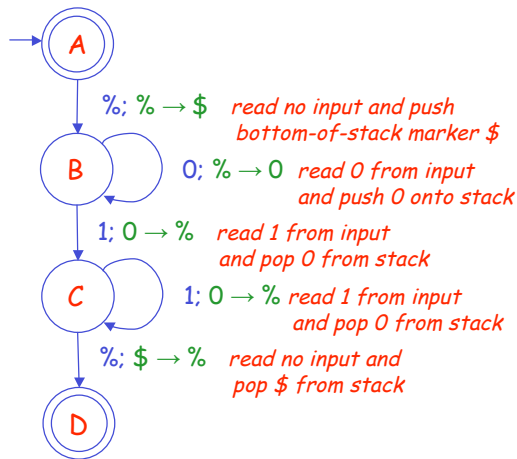 A
%; % → $ read no input and push
bottom-of-stack marker $
B
0; % → 0 read 0 from input
and push 0 onto stack
1; 0 → % read 1 from input
and pop 0 from stack
C
1; 0 → % read 1 from input
and pop 0 from stack
%; $ → % read no input and
pop $ from stack
D